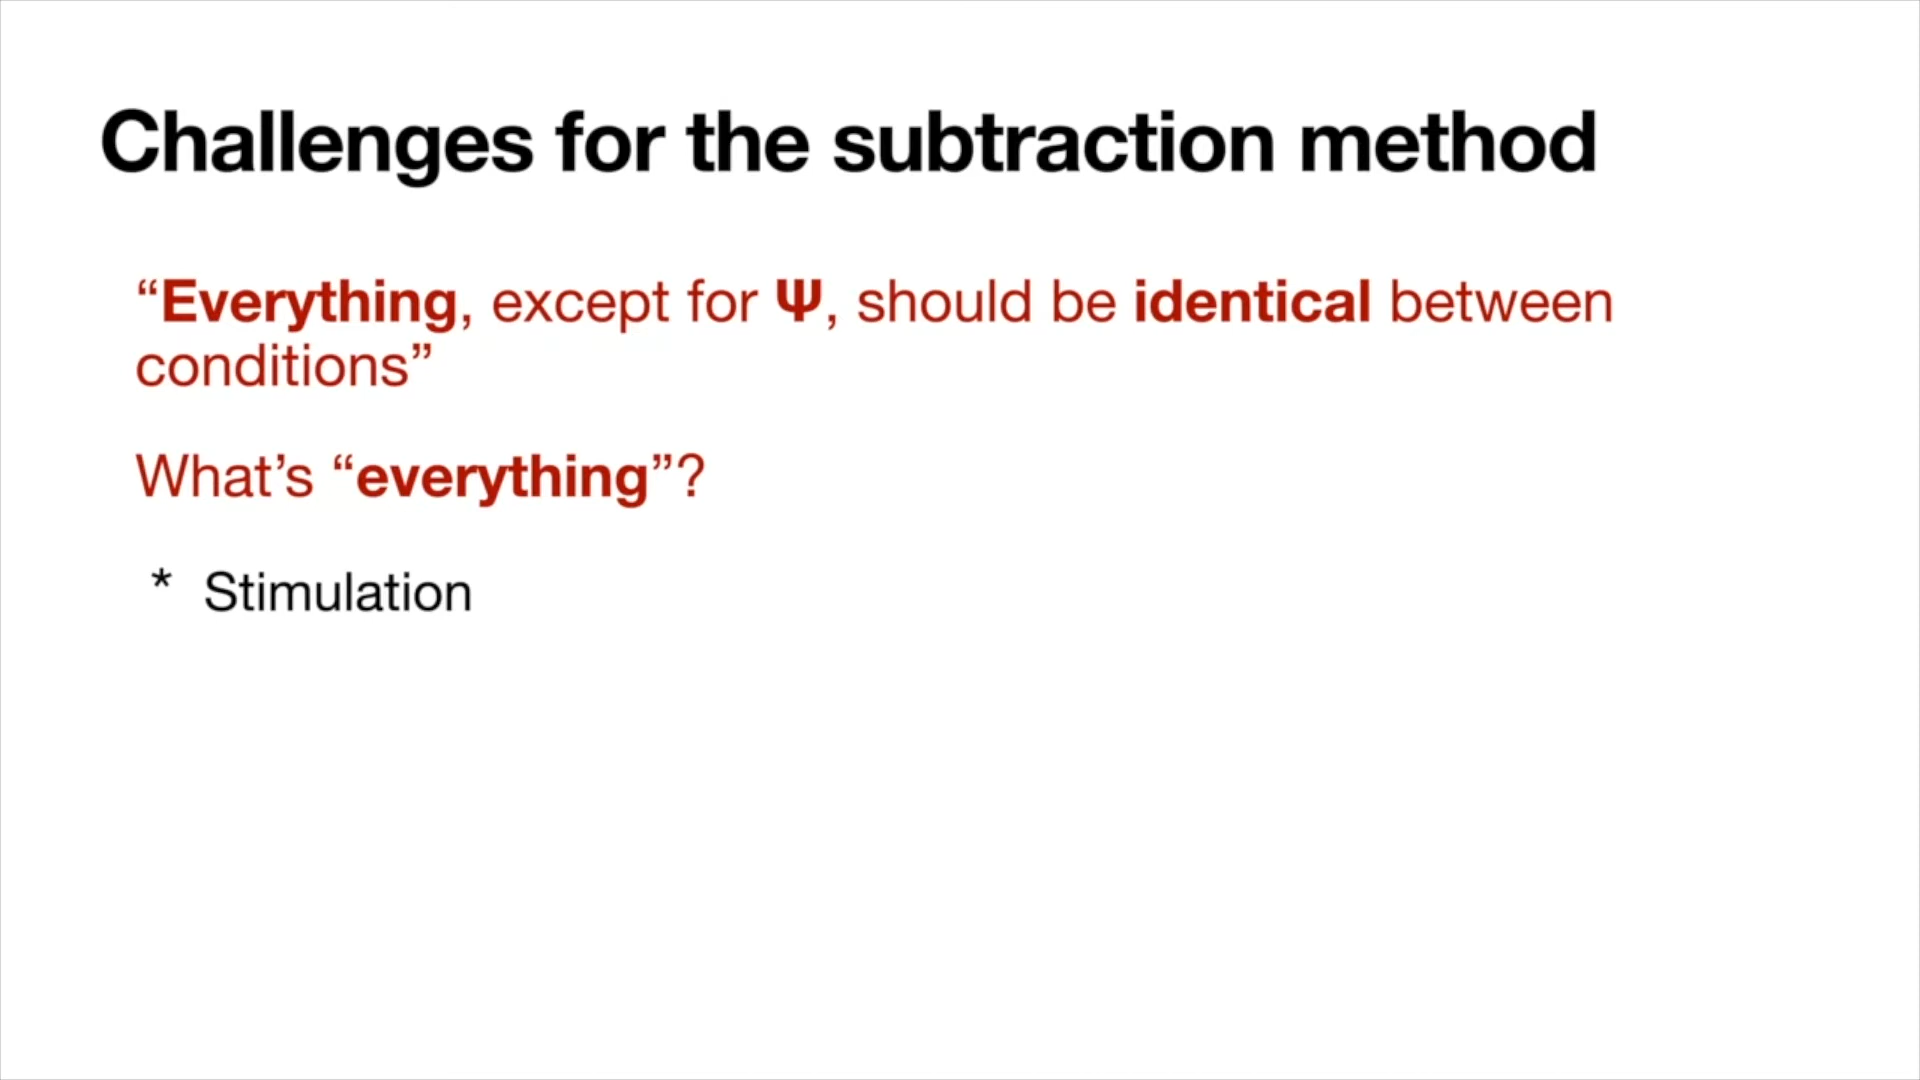 Challenges for the subtraction method
“Everything, except for Ψ, should be identical between
conditions”
What’s “everything”?
* Stimulation